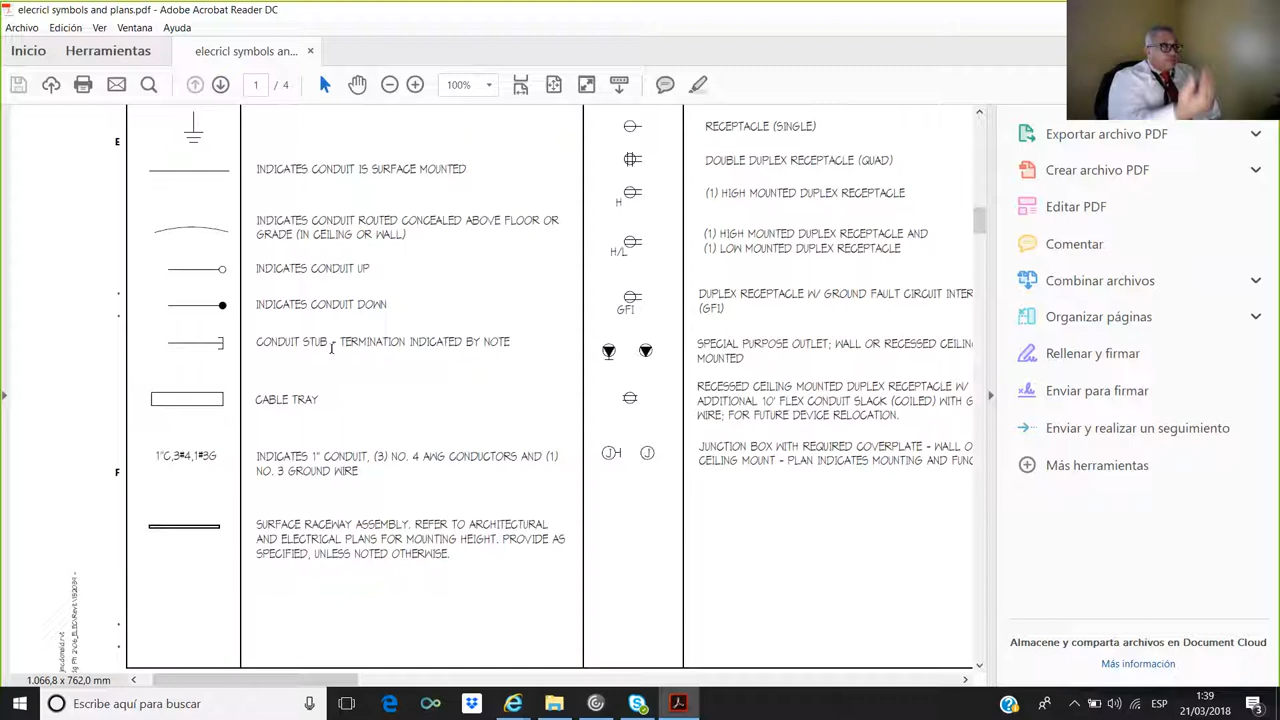 elecricl symbols and plans.pdf - Adobe Acrobat Reader DC
Archivo Edición Ver Ventana Ayuda
Inicio Herramientas elecricl symbols an... ×
1 / 4 100%
E
INDICATES CONDUIT IS SURFACE MOUNTED
INDICATES CONDUIT ROUTED CONCEALED ABOVE FLOOR OR
GRADE (IN CEILING OR WALL)
INDICATES CONDUIT UP
INDICATES CONDUIT DOWN
CONDUIT STUB - TERMINATION INDICATED BY NOTE
CABLE TRAY
1"C,3#4,1#3G
INDICATES 1" CONDUIT, (3) NO. 4 AWG CONDUCTORS AND (1)
NO. 3 GROUND WIRE
F
SURFACE RACEWAY ASSEMBLY. REFER TO ARCHITECTURAL
AND ELECTRICAL PLANS FOR MOUNTING HEIGHT. PROVIDE AS
SPECIFIED, UNLESS NOTED OTHERWISE.
RECEPTACLE (SINGLE)
DOUBLE DUPLEX RECEPTACLE (QUAD)
H
(1) HIGH MOUNTED DUPLEX RECEPTACLE
H/L
(1) HIGH MOUNTED DUPLEX RECEPTACLE AND
(1) LOW MOUNTED DUPLEX RECEPTACLE
GFI
DUPLEX RECEPTACLE W/ GROUND FAULT CIRCUIT INTER
(GFI)
SPECIAL PURPOSE OUTLET; WALL OR RECESSED CEILIN
MOUNTED
RECESSED CEILING MOUNTED DUPLEX RECEPTACLE W/
ADDITIONAL 10' FLEX CONDUIT SLACK (COILED) WITH G
WIRE; FOR FUTURE DEVICE RELOCATION.
J J
JUNCTION BOX WITH REQUIRED COVERPLATE - WALL O
CEILING MOUNT - PLAN INDICATES MOUNTING AND FUNC
Exportar archivo PDF
Crear archivo PDF
Editar PDF
Comentar
Combinar archivos
Organizar páginas
Rellenar y firmar
Enviar para firmar
Enviar y realizar un seguimiento
Más herramientas
Almacene y comparta archivos en Document Cloud
Más información
1.066,8 x 762,0 mm
Escribe aquí para buscar
ESP
1:39
21/03/2018
3